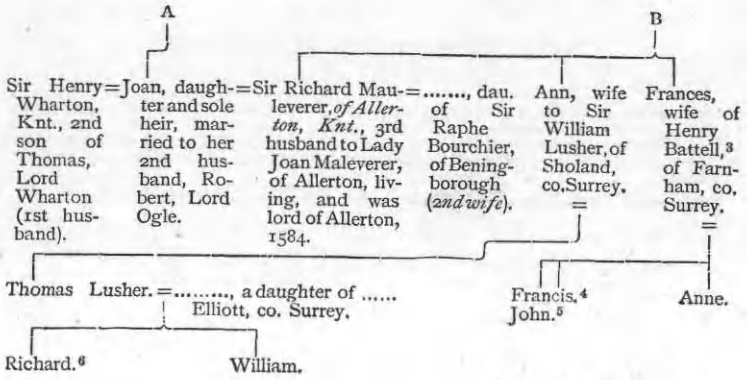 A
B
Sir Henry
Wharton,
Knt., 2nd
son of
Thomas,
Lord
Wharton
(1st hus-
band).
=Joan, daugh-
ter and sole
heir, mar-
ried to her
2nd hus-
band, Ro-
bert, Lord
Ogle.
=Sir Richard Mau-
leverer, of Aller-
ton, Knt., 3rd
husband to Lady
Joan Maleverer,
of Allerton, liv-
ing, and was
lord of Allerton,
1584.
=........, dau.
of Sir
Raphe
Bourchier,
of Bening-
borough
(2nd wife).
Ann, wife
to Sir
William
Lusher, of
Sholand,
co. Surrey.
=
Frances,
wife of
Henry
Battell,³
of Farn-
ham, co.
Surrey.
=
Thomas Lusher. = ........., a daughter of ......
Elliott, co. Surrey.
Francis.⁴
John.⁵
Anne.
Richard.⁶
William.